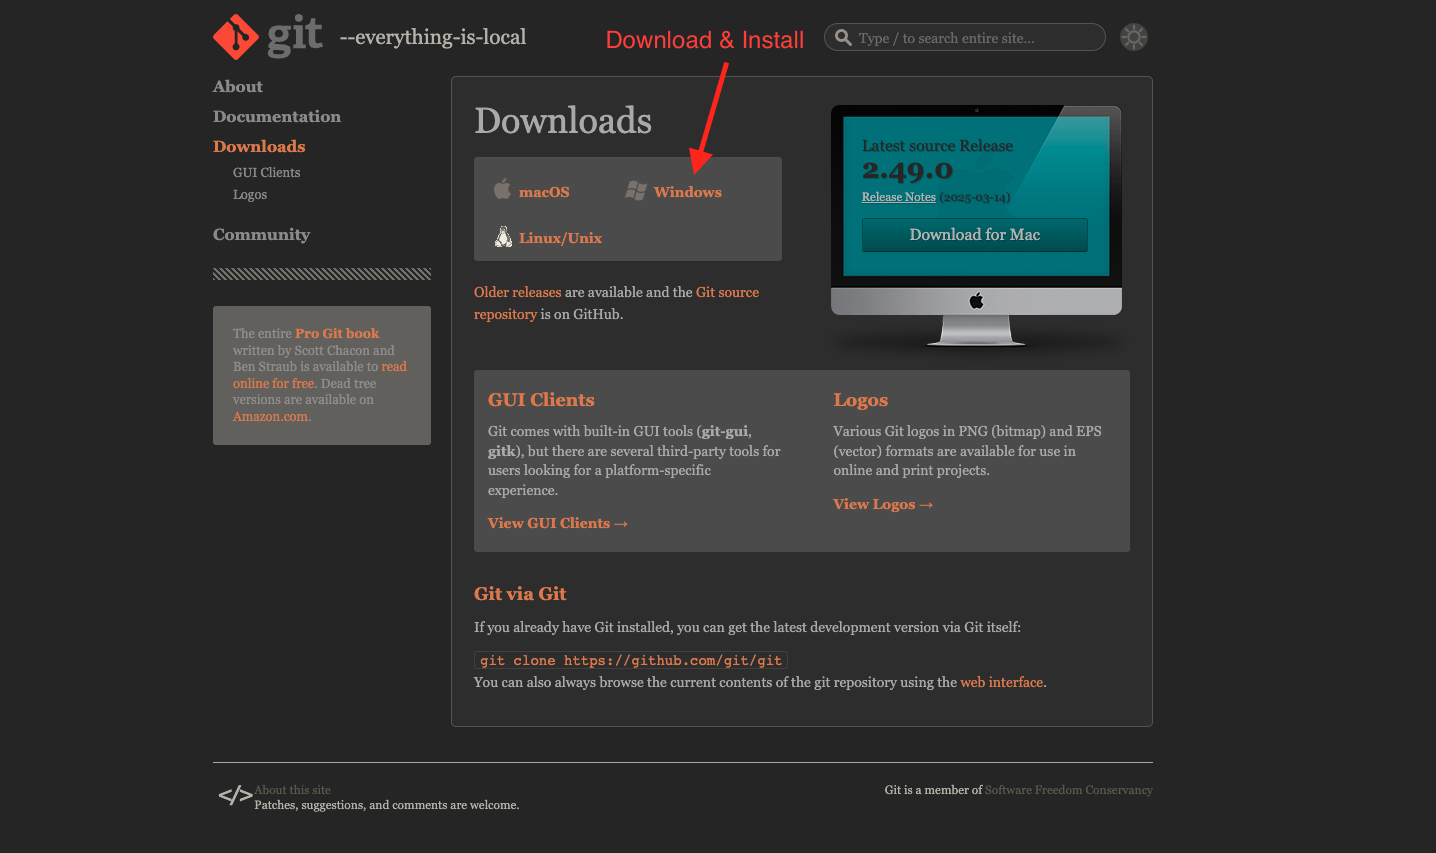 git --everything-is-local
Download & Install
Type / to search entire site...
About
Documentation
Downloads
GUI Clients
Logos
Community
The entire Pro Git book
written by Scott Chacon and
Ben Straub is available to read
online for free. Dead tree
versions are available on
Amazon.com.
Downloads
macOS
Windows
Linux/Unix
Older releases are available and the Git source
repository is on GitHub.
Latest source Release
2.49.0
Release Notes (2025-03-14)
Download for Mac
GUI Clients
Git comes with built-in GUI tools (git-gui,
gitk), but there are several third-party tools for
users looking for a platform-specific
experience.
View GUI Clients →
Logos
Various Git logos in PNG (bitmap) and EPS
(vector) formats are available for use in
online and print projects.
View Logos →
Git via Git
If you already have Git installed, you can get the latest development version via Git itself:
git clone https://github.com/git/git
You can also always browse the current contents of the git repository using the web interface.
</> About this site
Patches, suggestions, and comments are welcome.
Git is a member of Software Freedom Conservancy